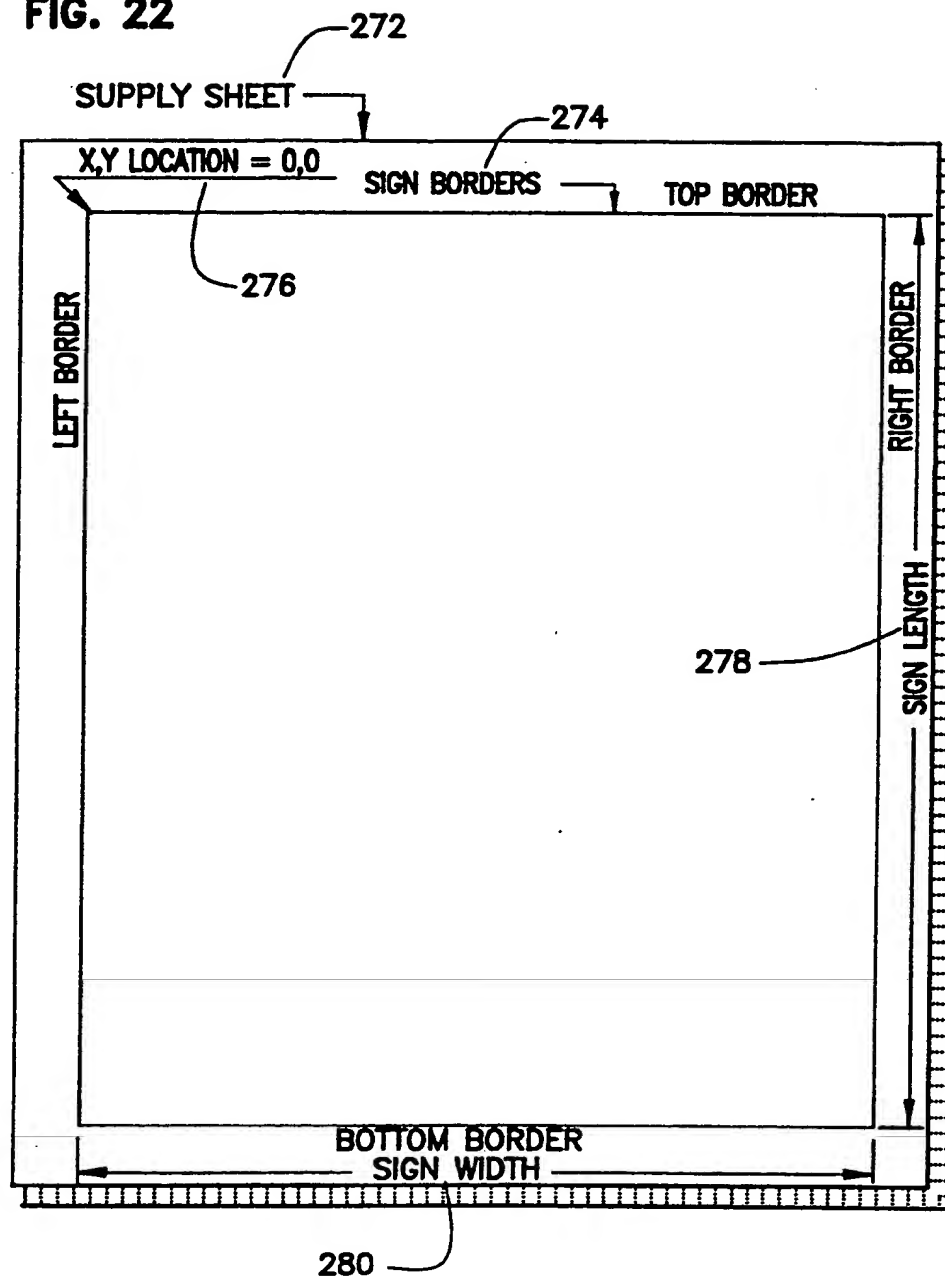 FIG. 22
272
SUPPLY SHEET
274
X,Y LOCATION = 0,0
SIGN BORDERS
TOP BORDER
276
LEFT BORDER
RIGHT BORDER
278
SIGN LENGTH
BOTTOM BORDER
SIGN WIDTH
280